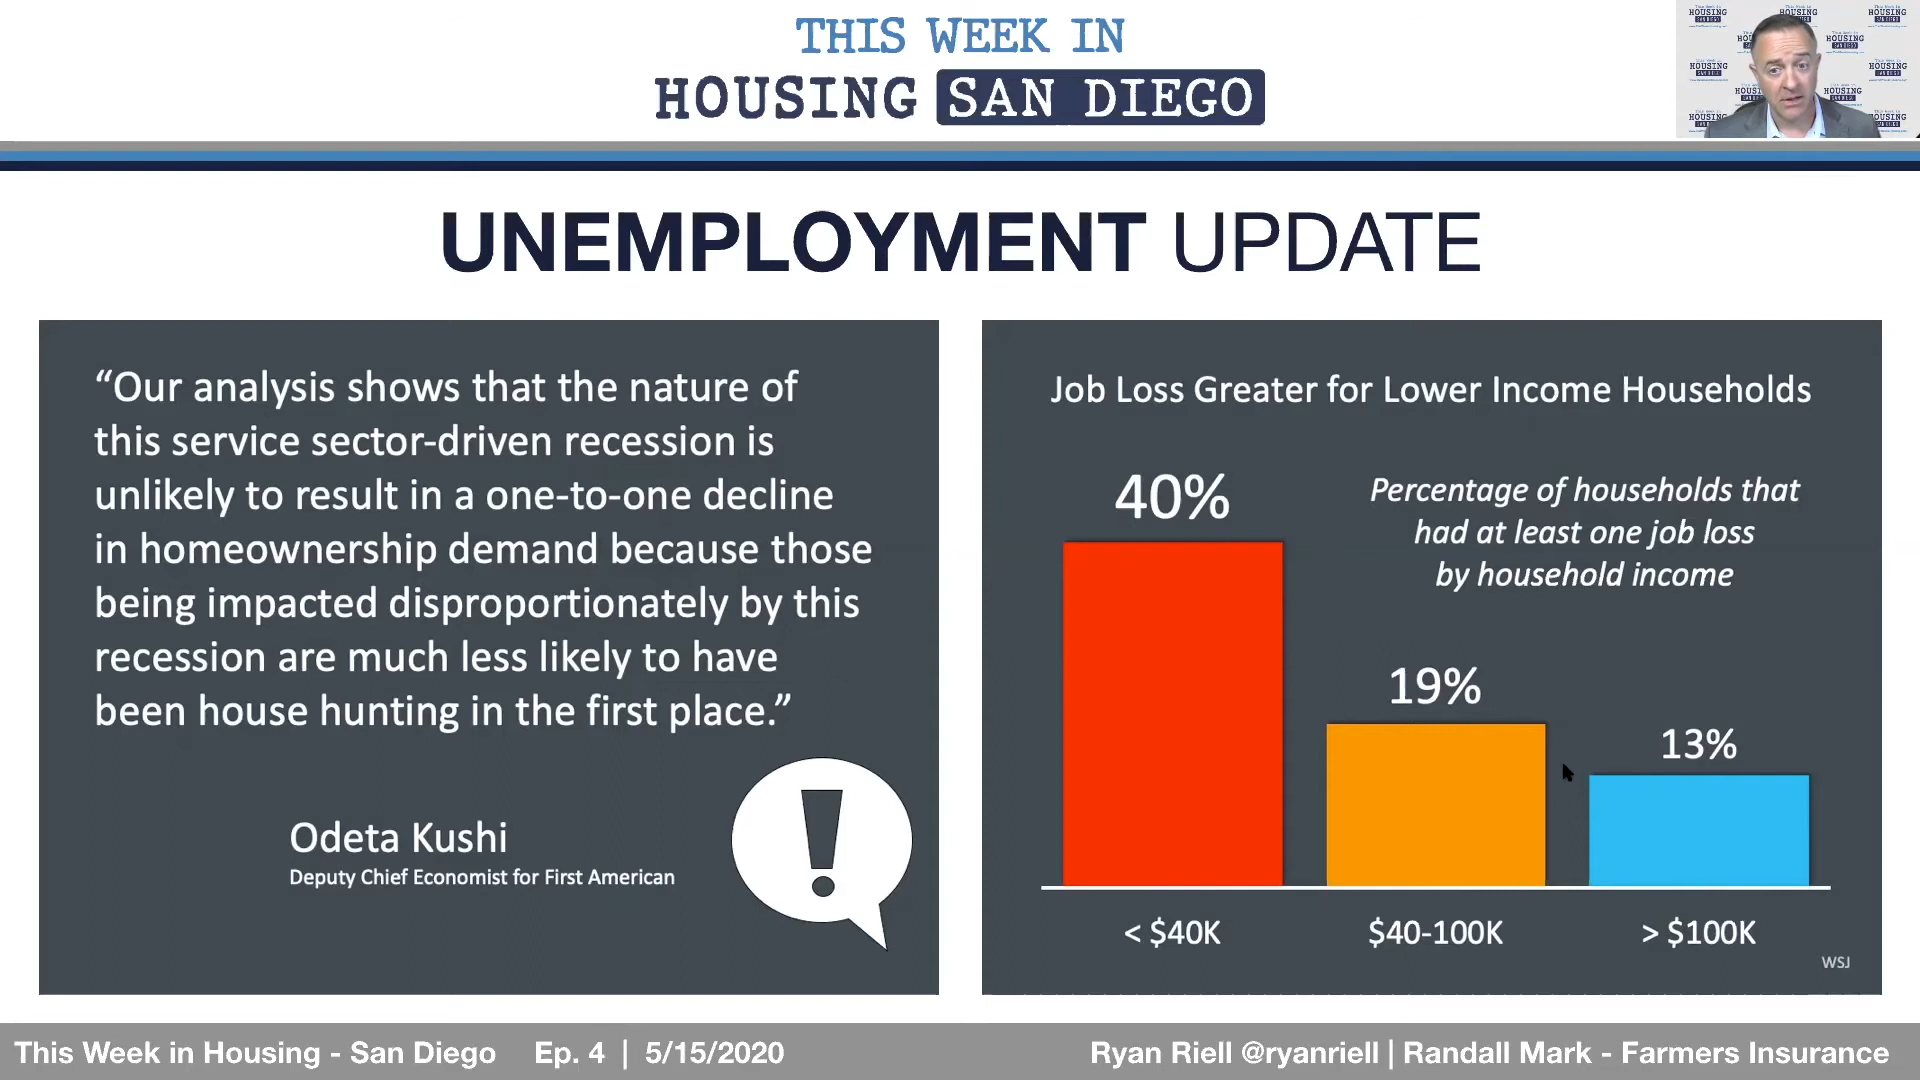 THIS WEEK IN
HOUSING SAN DIEGO
UNEMPLOYMENT UPDATE
“Our analysis shows that the nature of
this service sector-driven recession is
unlikely to result in a one-to-one decline
in homeownership demand because those
being impacted disproportionately by this
recession are much less likely to have
been house hunting in the first place.”
Odeta Kushi
Deputy Chief Economist for First American
!
Job Loss Greater for Lower Income Households
Percentage of households that
had at least one job loss
by household income
40%
19%
13%
< $40K
$40-100K
> $100K
WSJ
This Week in Housing - San Diego Ep. 4 | 5/15/2020
Ryan Riell @ryanriell | Randall Mark - Farmers Insurance